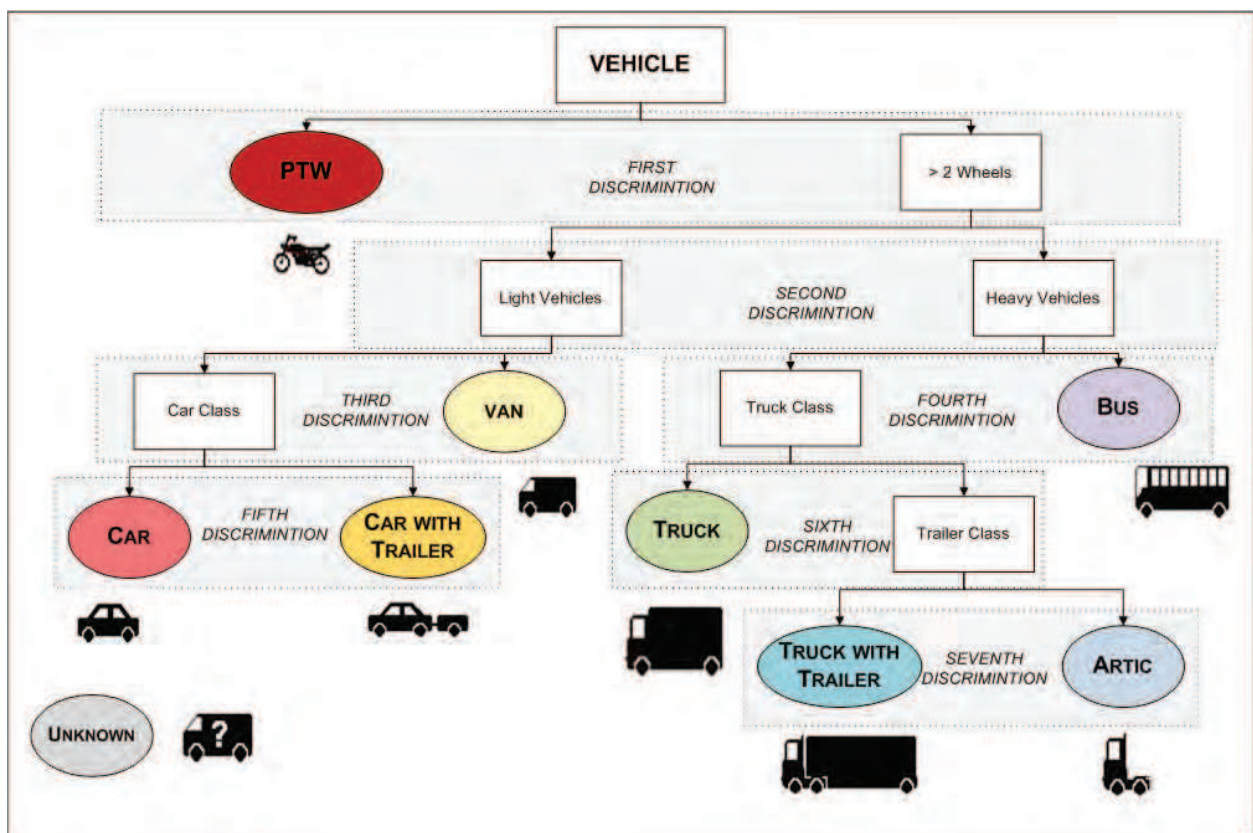 VEHICLE
PTW
FIRST
DISCRIMINTION
> 2 Wheels
Light Vehicles
SECOND
DISCRIMINTION
Heavy Vehicles
Car Class
THIRD
DISCRIMINTION
VAN
Truck Class
FOURTH
DISCRIMINTION
BUS
CAR
FIFTH
DISCRIMINTION
CAR WITH
TRAILER
TRUCK
SIXTH
DISCRIMINTION
Trailer Class
TRUCK WITH
TRAILER
SEVENTH
DISCRIMINTION
ARTIC
UNKNOWN
?